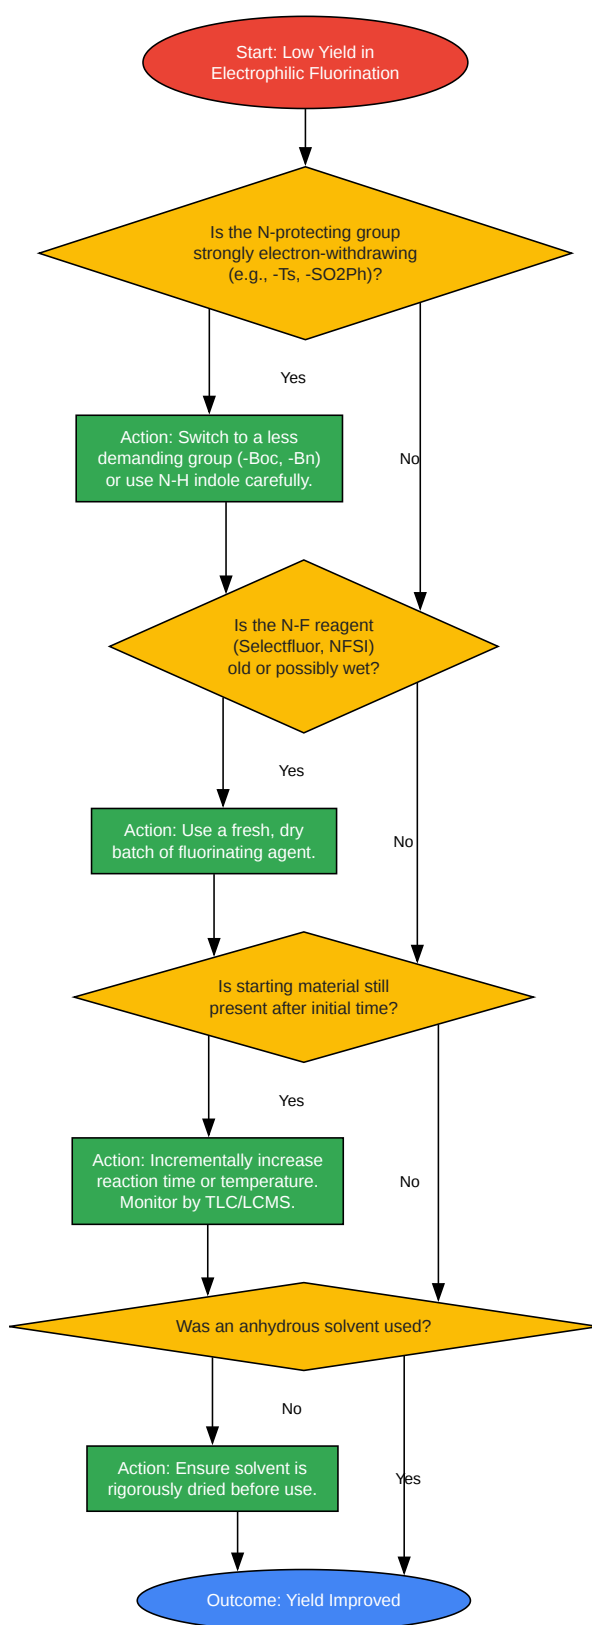 Start: Low Yield in
Electrophilic Fluorination
Is the N-protecting group
strongly electron-withdrawing
(e.g., -Ts, -SO2Ph)?
Yes
Action: Switch to a less
demanding group (-Boc, -Bn)
or use N-H indole carefully.
No
Is the N-F reagent
(Selectfluor, NFSI)
old or possibly wet?
Yes
Action: Use a fresh, dry
batch of fluorinating agent.
No
Is starting material still
present after initial time?
Yes
Action: Incrementally increase
reaction time or temperature.
Monitor by TLC/LCMS.
No
Was an anhydrous solvent used?
No
Action: Ensure solvent is
rigorously dried before use.
Yes
Outcome: Yield Improved